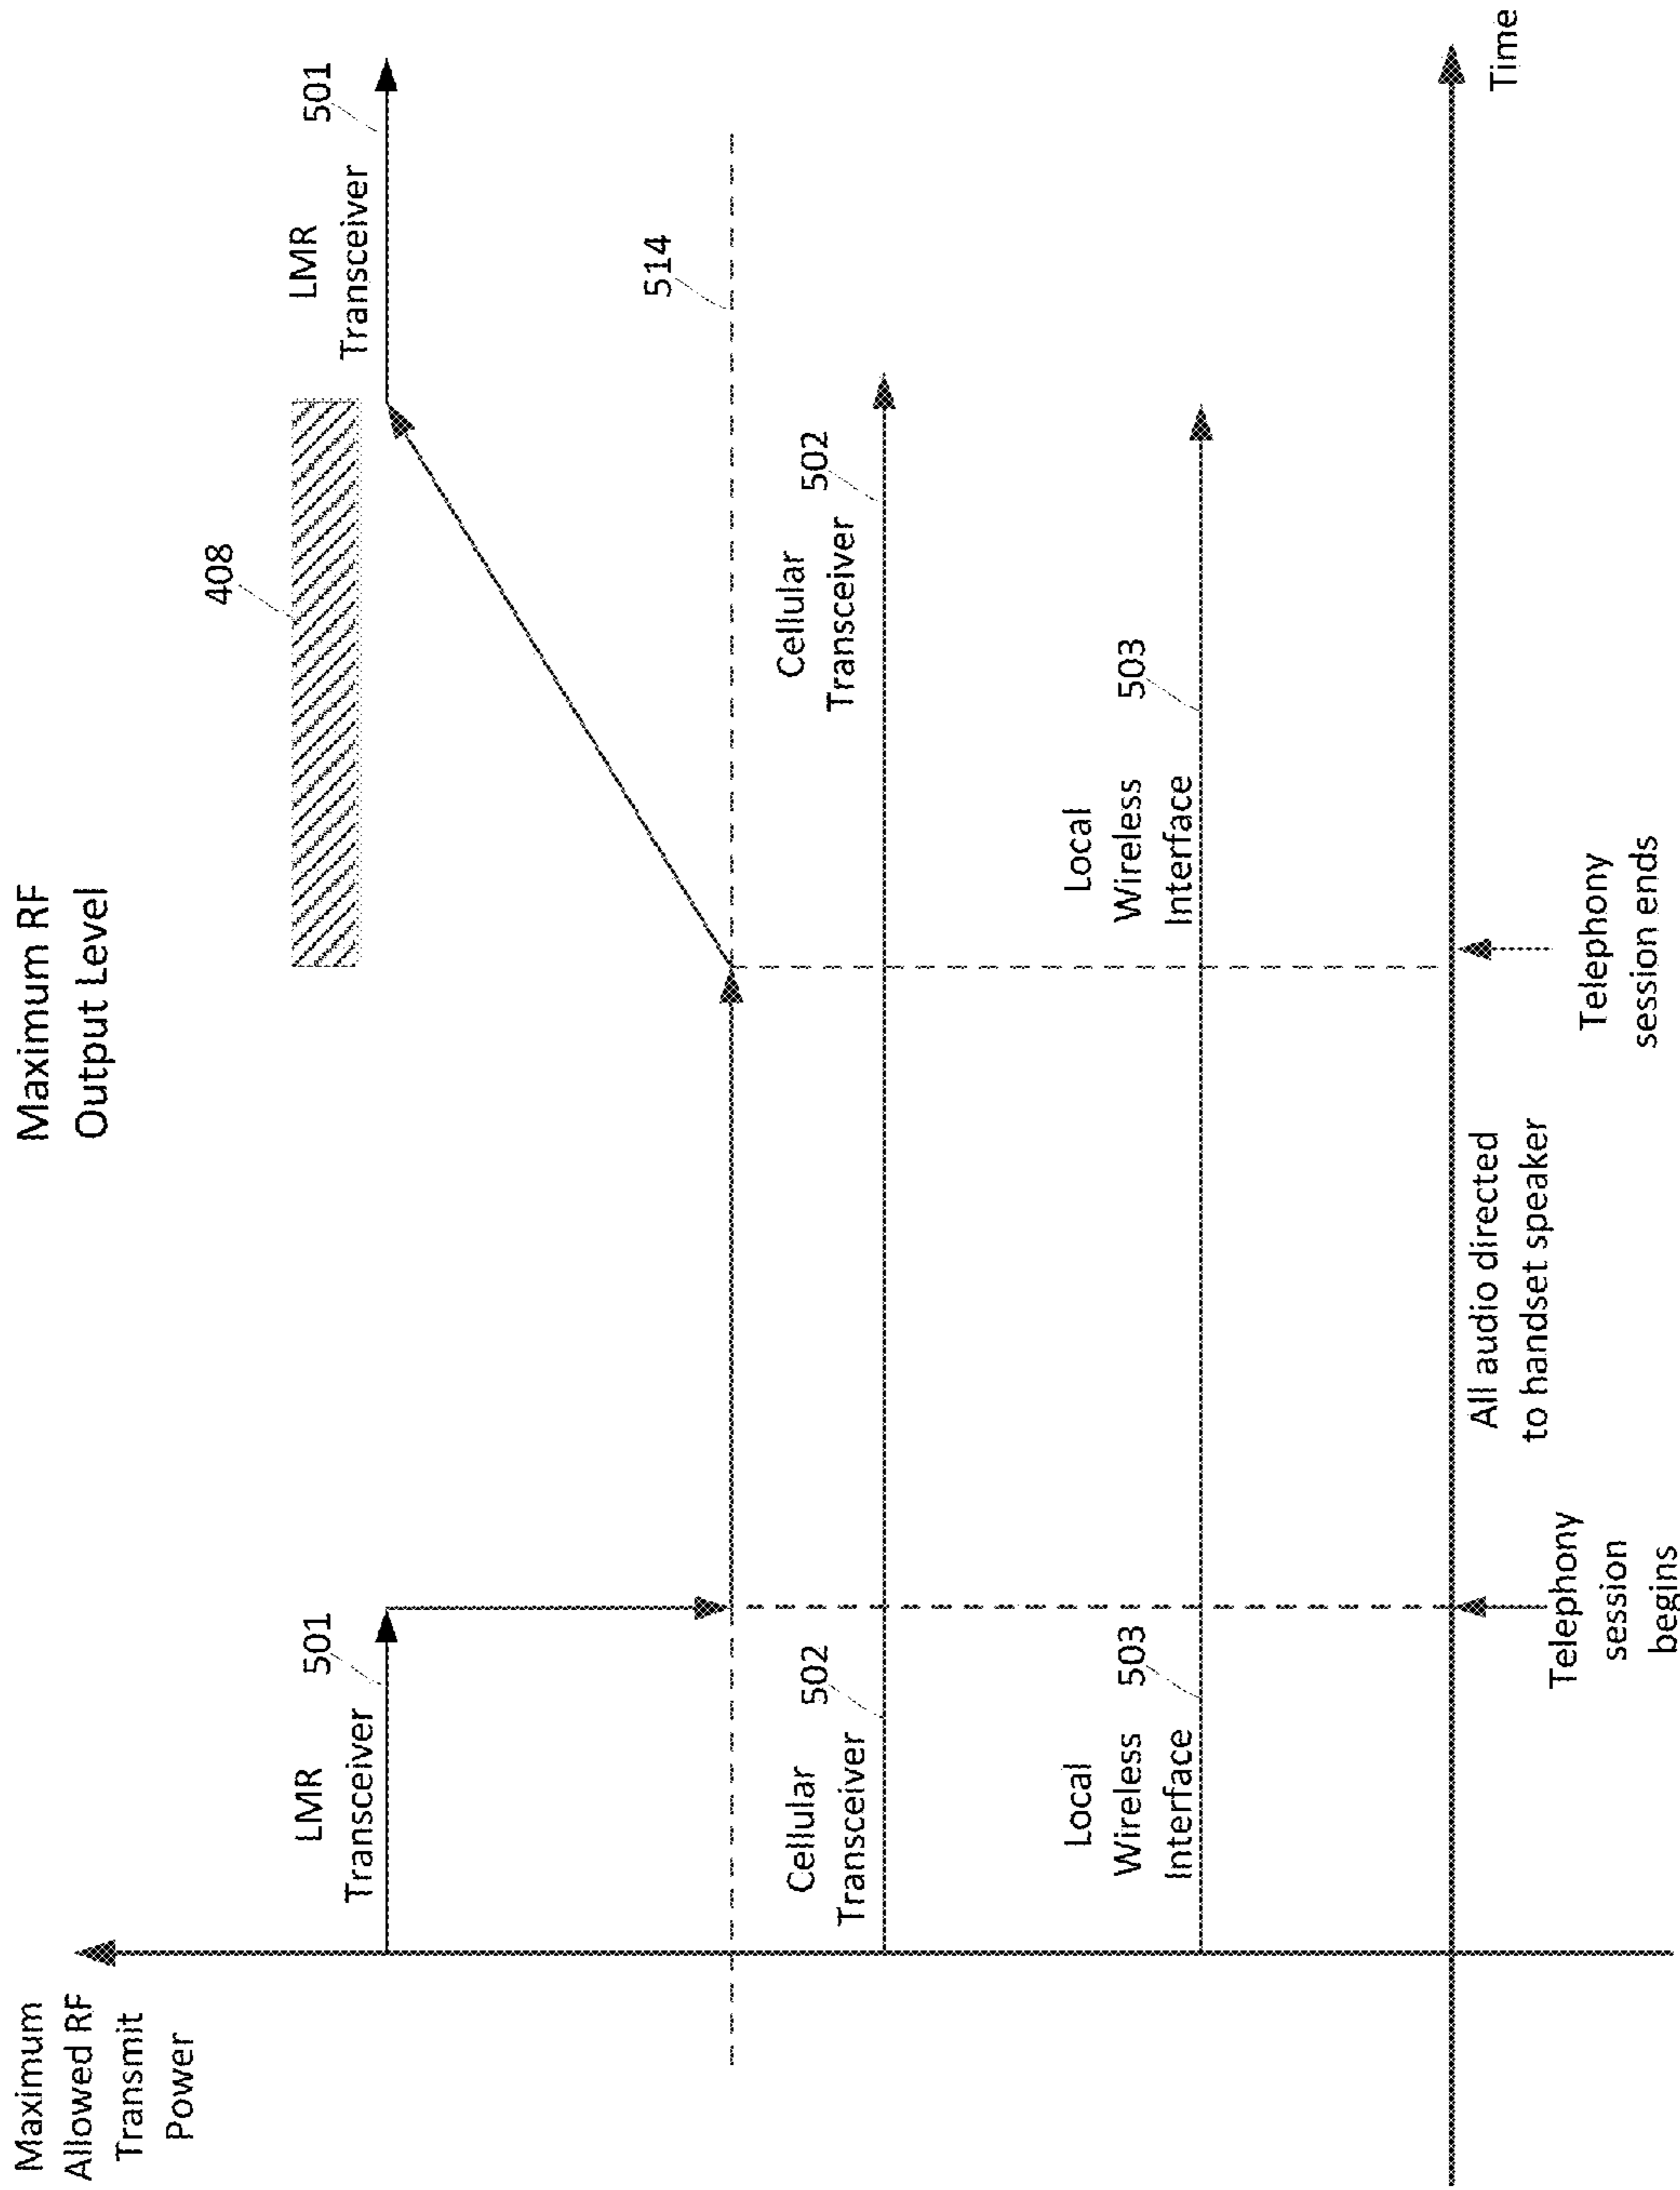 Maximum RF
Output Level
Maximum
Allowed RF
Transmit
Power
LMR
Transceiver
501
408
LMR
Transceiver
501
514
Cellular
Transceiver
502
Cellular
Transceiver
502
Local
Wireless
Interface
503
Local
Wireless
Interface
503
Time
Telephony
session
begins
All audio directed
to handset speaker
Telephony
session ends